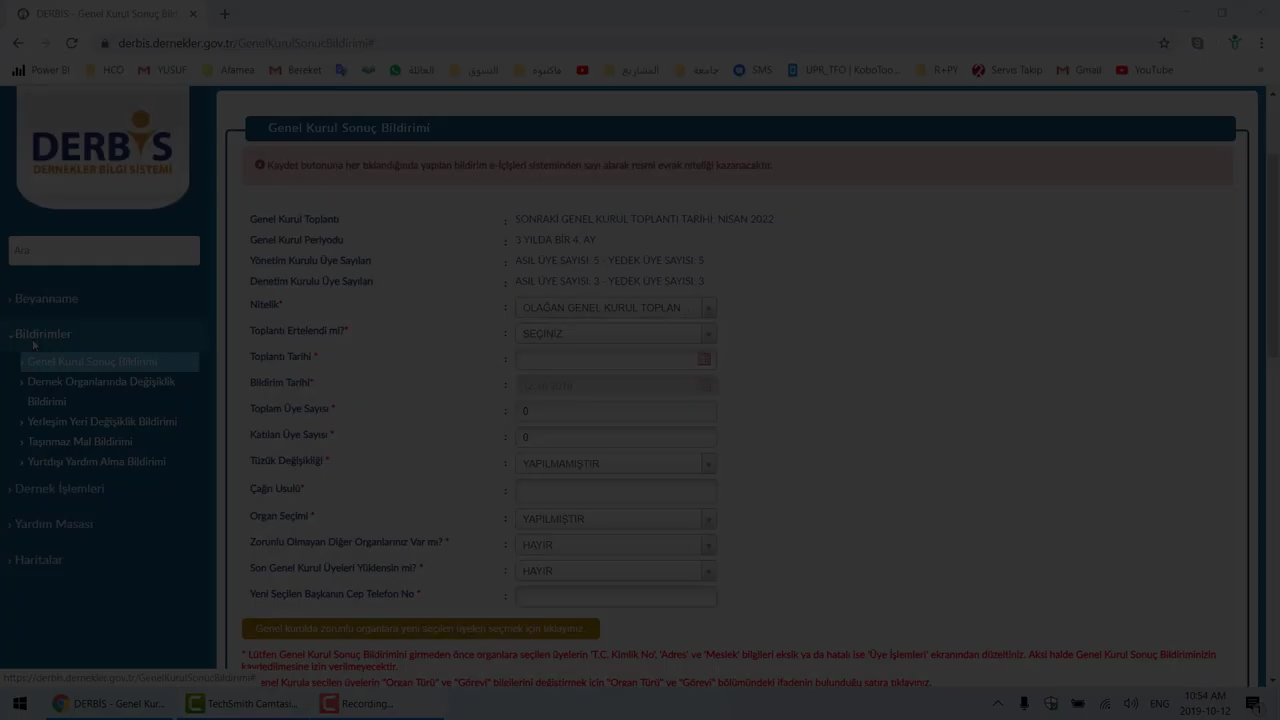 DERBİS - Genel Kurul Sonuç Bild
derbis.dernekler.gov.tr/GenelKurulSonucBildirimi#
Power BI HCO YUSUF Afamea Bereket العائلة السوق ماكنتوه المشاريع جامعة SMS UPR_TFO | KoboToo... R+PY Servis Takip Gmail YouTube »
DERBİS
DERNEKLER BİLGİ SİSTEMİ
Ara
Beyanname
Bildirimler
Genel Kurul Sonuç Bildirimi
Dernek Organlarında Değişiklik
Bildirimi
Yerleşim Yeri Değişiklik Bildirimi
Taşınmaz Mal Bildirimi
Yurtdışı Yardım Alma Bildirimi
Dernek İşlemleri
Yardım Masası
Haritalar
Genel Kurul Sonuç Bildirimi
Kaydet butonuna her tıklandığında yapılan bildirim e-içişleri sisteminden sayı alarak resmi evrak niteliği kazanacaktır.
Genel Kurul Toplantı : SONRAKİ GENEL KURUL TOPLANTI TARİHİ: NİSAN 2022
Genel Kurul Periyodu : 3 YILDA BİR 4. AY
Yönetim Kurulu Üye Sayıları : ASIL ÜYE SAYISI: 5 - YEDEK ÜYE SAYISI: 5
Denetim Kurulu Üye Sayıları : ASIL ÜYE SAYISI: 3 - YEDEK ÜYE SAYISI: 3
Nitelik* : OLAĞAN GENEL KURUL TOPLAN
Toplantı Ertelendi mi?* : SEÇİNİZ
Toplantı Tarihi * :
Bildirim Tarihi* :
Toplam Üye Sayısı * : 0
Katılan Üye Sayısı * : 0
Tüzük Değişikliği * : YAPILMAMIŞTIR
Çağrı Usulü* :
Organ Seçimi * : YAPILMIŞTIR
Zorunlu Olmayan Diğer Organlarınız Var mı? * : HAYIR
Son Genel Kurul Üyeleri Yüklensin mi? * : HAYIR
Yeni Seçilen Başkanın Cep Telefon No * :
Genel kurulda zorunlu organlara yeni seçilen üyeleri seçmek için tıklayınız
* Lütfen Genel Kurul Sonuç Bildirimini girmeden önce organlara seçilen üyelerin 'T.C. Kimlik No', 'Adres' ve 'Meslek' bilgileri eksik ya da hatalı ise 'Üye İşlemleri' ekranından düzeltiniz. Aksi halde Genel Kurul Sonuç Bildiriminizin
kaydedilmesine izin verilmeyecektir.
Genel Kurula seçilen üyelerin "Organ Türü" ve "Görevi" bilgilerini değiştirmek için "Organ Türü" ve "Görevi" bölümündeki ifadenin bulunduğu satıra tıklayınız.
https://derbis.dernekler.gov.tr/GenelKurulSonucBildirimi#
DERBİS - Genel Kur...
TechSmith Camtas...
Recording...
ENG
10:54 AM
2019-10-12